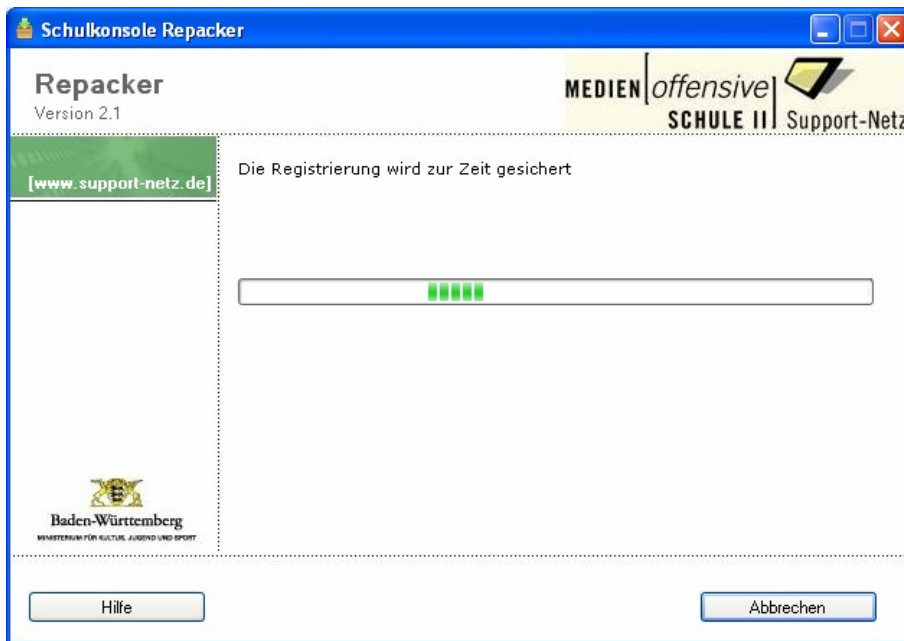 Schulkonsole Repacker
Repacker
Version 2.1
MEDIEN offensive
SCHULE II Support-Netz
[www.support-netz.de]
Die Registrierung wird zur Zeit gesichert
Baden-Württemberg
MINISTERIUM FÜR KULTUS, JUGEND UND SPORT
Hilfe
Abbrechen